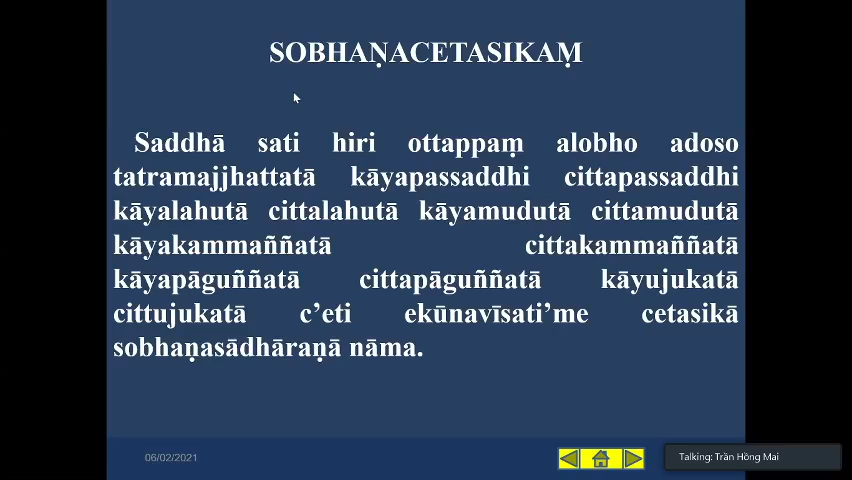 SOBHAṆACETASIKAṂ
Saddhā sati hiri ottappaṃ alobho adoso
tatramajjhattatā kāyapassaddhi cittapassaddhi
kāyalahutā cittalahutā kāyamudutā cittamudutā
kāyakammaññatā cittakammaññatā
kāyapāguññatā cittapāguññatā kāyujukatā
cittujukatā c’eti ekūnavīsati’me cetasikā
sobhaṇasādhāraṇā nāma.
06/02/2021
Talking: Trần Hồng Mai